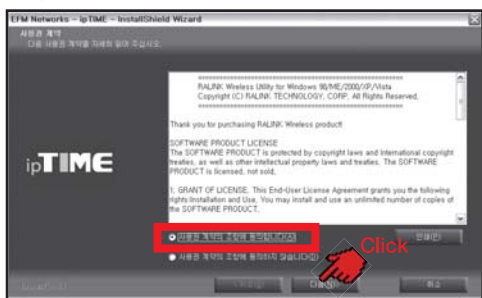 EFM Networks - ipTIME - InstallShield Wizard
사용권 계약
다음 사용권 계약을 자세히 읽어 주십시오.
RALINK Wireless Utility for Windows 98/ME/2000/XP/Vista
Copyright (C) RALINK TECHNOLOGY, CORP. All Rights Reserved.
Thank you for purchasing RALINK Wireless product!
SOFTWARE PRODUCT LICENSE
The SOFTWARE PRODUCT is protected by copyright laws and International copyright
treaties, as well as other intellectual property laws and treaties. The SOFTWARE
PRODUCT is licensed, not sold.
1. GRANT OF LICENSE. This End-User License Agreement grants you the following
rights:Installation and Use. You may install and use an unlimited number of copies of
the SOFTWARE PRODUCT.
ipTIME
사용권 계약의 조항에 동의합니다(A)
인쇄(P)
Click
사용권 계약의 조항에 동의하지 않습니다(D)
InstallShield
< 뒤로(B)
다음(N) >
취소